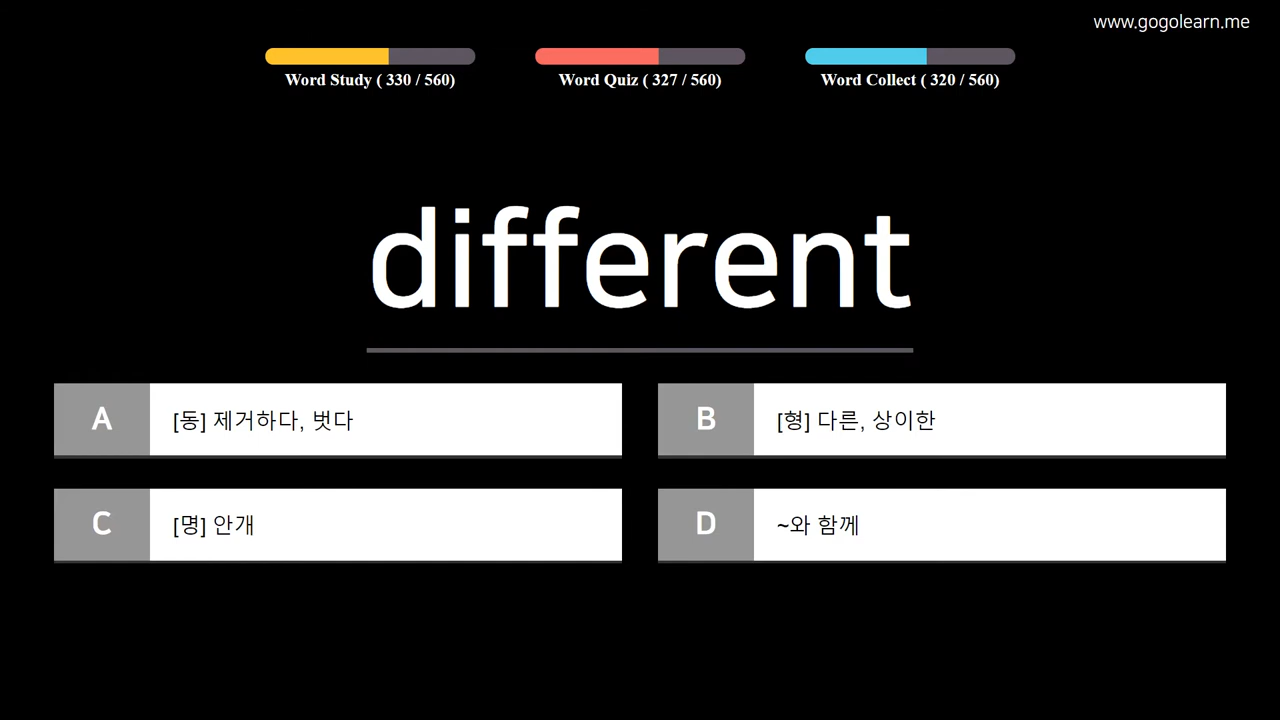 www.gogolearn.me
Word Study ( 330 / 560)
Word Quiz ( 327 / 560)
Word Collect ( 320 / 560)
different
A [동] 제거하다, 벗다
B [형] 다른, 상이한
C [명] 안개
D ~와 함께